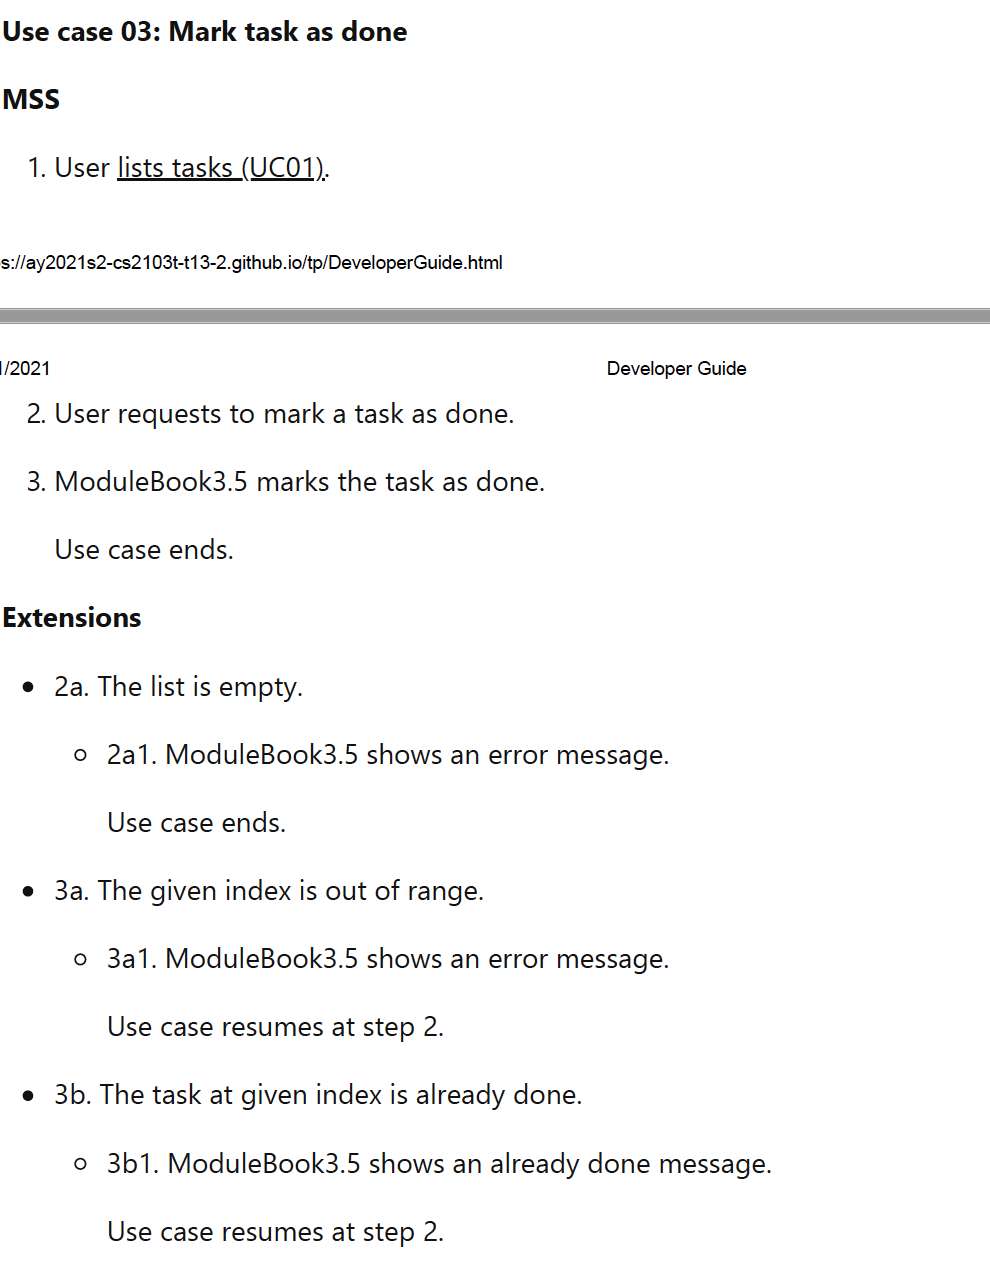 Use case 03: Mark task as done
MSS
1. User lists tasks (UC01).
s://ay2021s2-cs2103t-t13-2.github.io/tp/DeveloperGuide.html
/2021
Developer Guide
2. User requests to mark a task as done.
3. ModuleBook3.5 marks the task as done.
Use case ends.
Extensions
• 2a. The list is empty.
○ 2a1. ModuleBook3.5 shows an error message.
Use case ends.
• 3a. The given index is out of range.
○ 3a1. ModuleBook3.5 shows an error message.
Use case resumes at step 2.
• 3b. The task at given index is already done.
○ 3b1. ModuleBook3.5 shows an already done message.
Use case resumes at step 2.